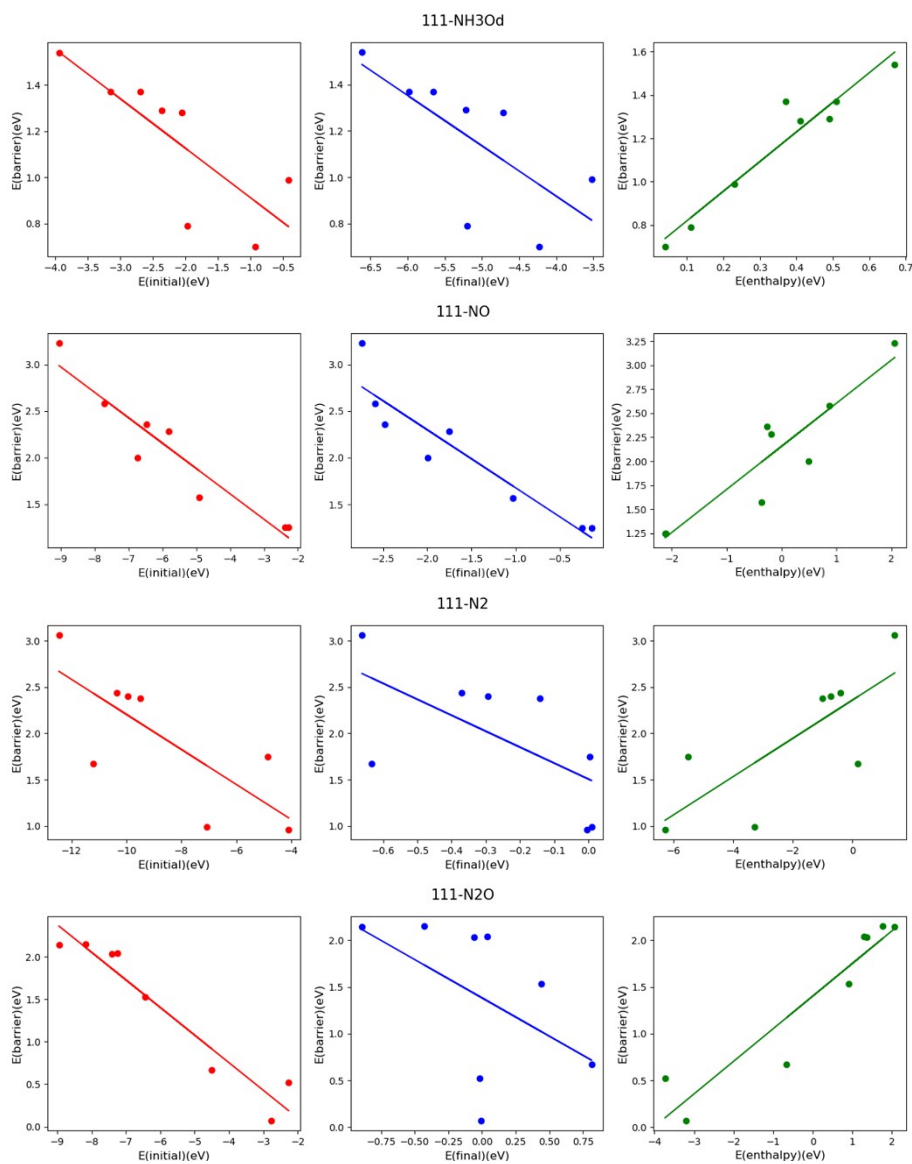 111-NH3Od
1.4
1.2
1.0
0.8
E(barrier)(eV)
−4.0 −3.5 −3.0 −2.5 −2.0 −1.5 −1.0 −0.5
E(initial)(eV)
1.4
1.2
1.0
0.8
E(barrier)(eV)
−6.5 −6.0 −5.5 −5.0 −4.5 −4.0 −3.5
E(final)(eV)
1.6
1.4
1.2
1.0
0.8
E(barrier)(eV)
0.1 0.2 0.3 0.4 0.5 0.6 0.7
E(enthalpy)(eV)
111-NO
3.0
2.5
2.0
1.5
E(barrier)(eV)
−9 −8 −7 −6 −5 −4 −3 −2
E(initial)(eV)
3.0
2.5
2.0
1.5
E(barrier)(eV)
−2.5 −2.0 −1.5 −1.0 −0.5
E(final)(eV)
3.25
3.00
2.75
2.50
2.25
2.00
1.75
1.50
1.25
E(barrier)(eV)
−2 −1 0 1 2
E(enthalpy)(eV)
111-N2
3.0
2.5
2.0
1.5
1.0
E(barrier)(eV)
−12 −10 −8 −6 −4
E(initial)(eV)
3.0
2.5
2.0
1.5
1.0
E(barrier)(eV)
−0.6 −0.5 −0.4 −0.3 −0.2 −0.1 0.0
E(final)(eV)
3.0
2.5
2.0
1.5
1.0
E(barrier)(eV)
−6 −4 −2 0
E(enthalpy)(eV)
111-N2O
2.0
1.5
1.0
0.5
0.0
E(barrier)(eV)
−9 −8 −7 −6 −5 −4 −3 −2
E(initial)(eV)
2.0
1.5
1.0
0.5
0.0
E(barrier)(eV)
−0.75 −0.50 −0.25 0.00 0.25 0.50 0.75
E(final)(eV)
2.0
1.5
1.0
0.5
0.0
E(barrier)(eV)
−4 −3 −2 −1 0 1 2
E(enthalpy)(eV)